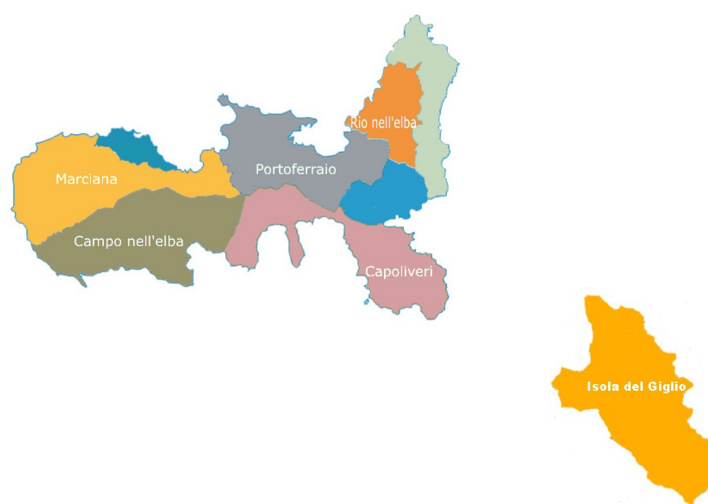 Rio nell'elba
Portoferraio
Marciana
Campo nell'elba
Capoliveri
Isola del Giglio